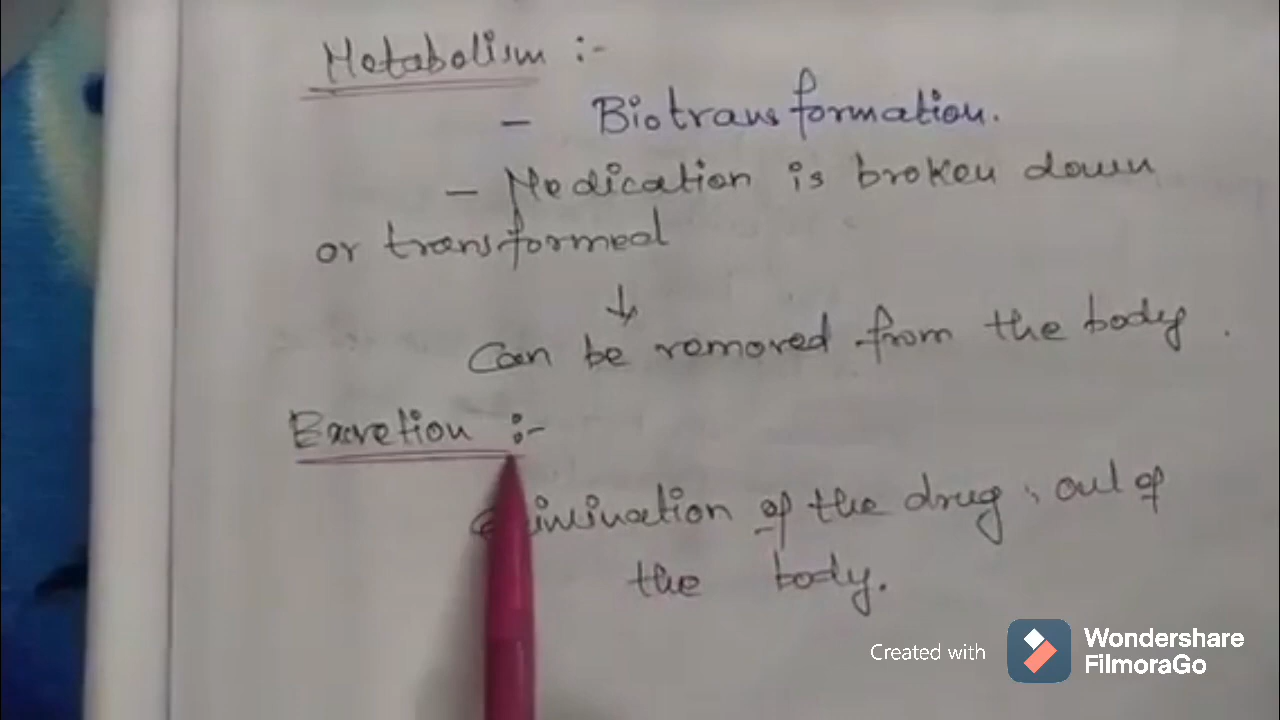 Metabolism :-
- Biotransformation.
- Medication is broken down
or transformed
↓
Can be removed from the body.
Excretion :-
of the drug, out of
the body.
Created with
Wondershare
FilmoraGo